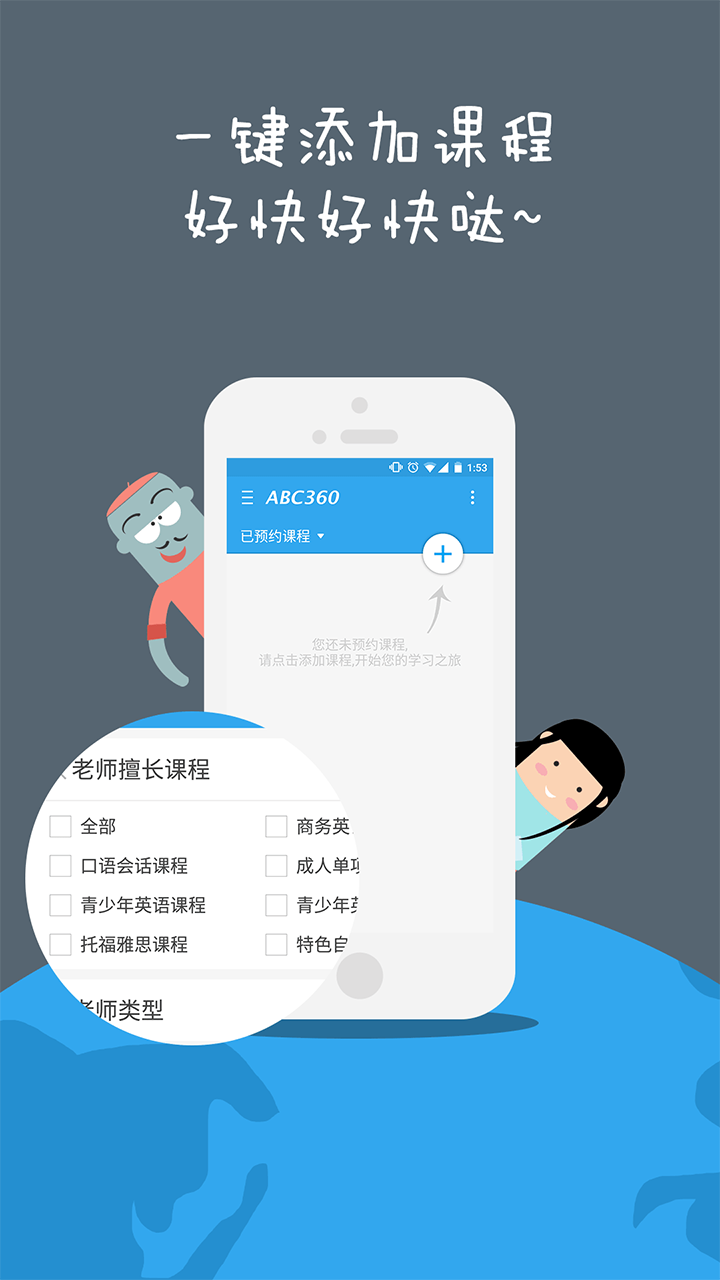 一键添加课程
好快好快哒~
1:53
ABC360
已预约课程
您还未预约课程,
请点击添加课程,开始您的学习之旅
老师擅长课程
全部 商务英
口语会话课程 成人单项
青少年英语课程 青少年英
托福雅思课程 特色自
老师类型